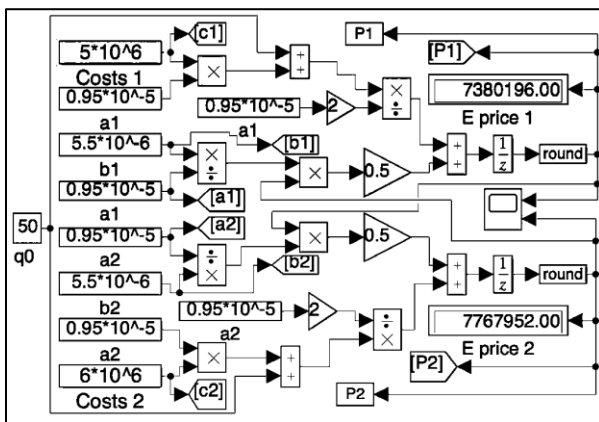 [c1]
P1
5*10^6
[P1]
Costs 1
7380196.00
0.95*10^-5
0.95*10^-5
2
E price 1
a1
a1
[b1]
5.5*10^-6
b1
0.5
1
z
round
0.95*10^-5
[a1]
a1
[a2]
50
0.95*10^-5
q0
0.5
a2
[b2]
5.5*10^-6
1
z
round
b2
0.95*10^-5
2
0.95*10^-5
7767952.00
a2
a2
E price 2
6*10^6
[P2]
Costs 2
[c2]
P2